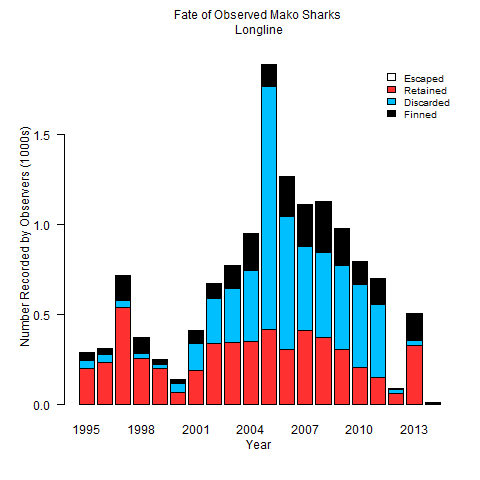 Fate of Observed Mako Sharks
Longline
Escaped
Retained
Discarded
Finned
Number Recorded by Observers (1000s)
1.5
1.0
0.5
0.0
1995 1998 2001 2004 2007 2010 2013
Year